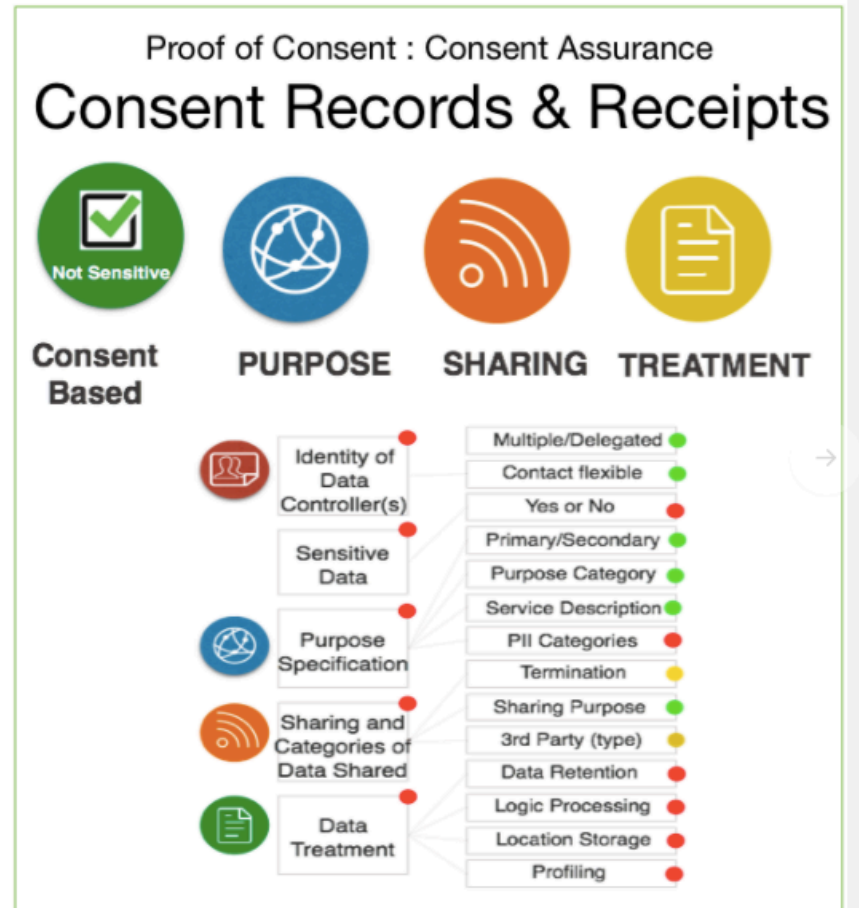 Proof of Consent : Consent Assurance
Consent Records & Receipts
Not Sensitive
Consent
Based
PURPOSE
SHARING
TREATMENT
Identity of
Data
Controller(s)
Sensitive
Data
Purpose
Specification
Sharing and
Categories of
Data Shared
Data
Treatment
Multiple/Delegated
Contact flexible
Yes or No
Primary/Secondary
Purpose Category
Service Description
PII Categories
Termination
Sharing Purpose
3rd Party (type)
Data Retention
Logic Processing
Location Storage
Profiling